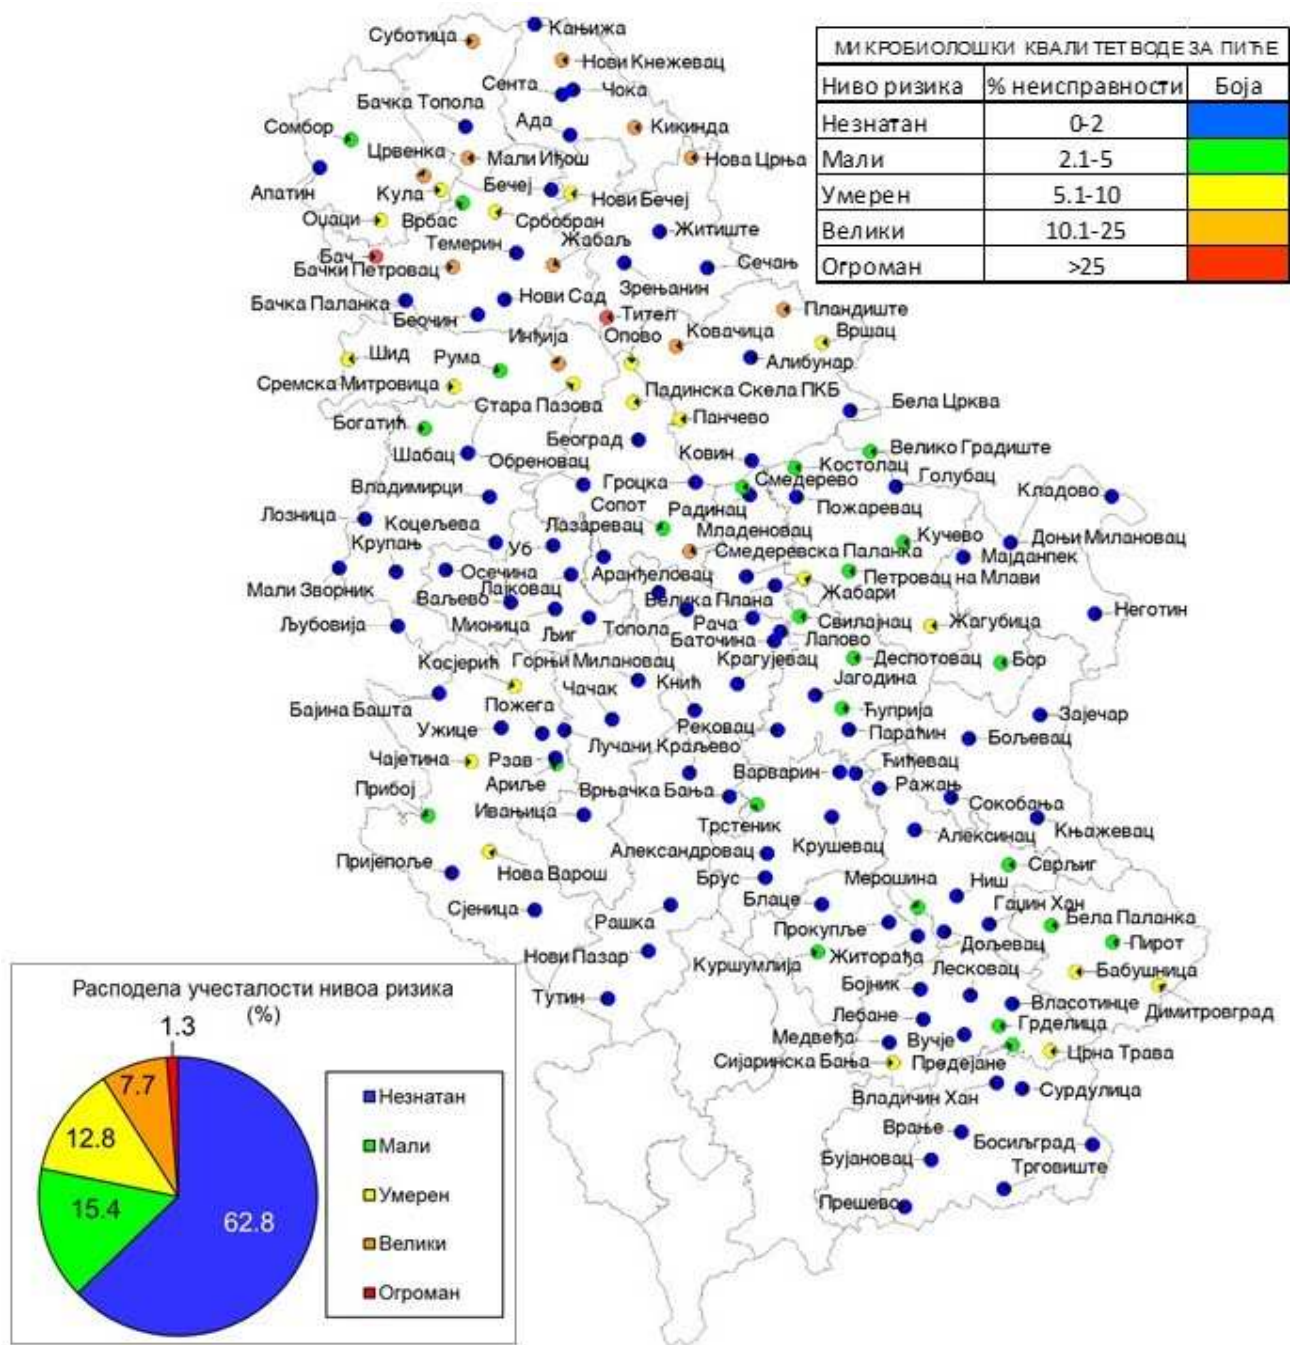 МИКРОБИОЛОШКИ КВАЛИТЕТ ВОДЕ ЗА ПИЋЕ
Ниво ризика % неисправности Боја
Незнатан 0-2
Мали 2.1-5
Умерен 5.1-10
Велики 10.1-25
Огроман >25
Суботица
Кањижа
Нови Кнежевац
Сента
Чока
Бачка Топола
Ада
Кикинда
Сомбор
Црвенка
Мали Иђош
Нова Црња
Апатин
Кула
Бечеј
Нови Бечеј
Оџаци
Врбас
Србобран
Житиште
Темерин
Жабаљ
Бач
Бачки Петровац
Зрењанин
Сечањ
Бачка Паланка
Нови Сад
Беочин
Тител
Пландиште
Опово
Ковачица
Вршац
Инђија
Шид
Рума
Алибунар
Сремска Митровица
Стара Пазова
Падинска Скела ПКБ
Панчево
Бела Црква
Богатић
Београд
Шабац
Обреновац
Ковин
Велико Градиште
Костолац
Владимирци
Гроцка
Смедерево
Голубац
Сопот
Радинац
Пожаревац
Кладово
Лозница
Коцељева
Лазаревац
Младеновац
Кучево
Доњи Милановац
Крупањ
Уб
Смедеревска Паланка
Мајданпек
Мали Зворник
Осечина
Аранђеловац
Петровац на Млави
Лајковац
Жабари
Ваљево
Велика Плана
Неготин
Љубовија
Мионица
Љиг
Топола
Рача
Свилајнац
Жагубица
Баточина
Лапово
Косјерић
Горњи Милановац
Крагујевац
Деспотовац
Бор
Јагодина
Бајина Башта
Пожега
Чачак
Кнић
Ћуприја
Зајечар
Ужице
Лучани
Краљево
Рековац
Параћин
Бољевац
Чајетина
Рзав
Варварин
Ћићевац
Прибој
Ариље
Врњачка Бања
Ражањ
Сокобања
Ивањица
Трстеник
Крушевац
Алексинац
Књажевац
Пријепоље
Нова Варош
Александровац
Сврљиг
Брус
Мерошина
Ниш
Сјеница
Рашка
Блаце
Гаџин Хан
Бела Паланка
Прокупље
Дољевац
Пирот
Нови Пазар
Куршумлија
Житорађа
Лесковац
Бабушница
Тутин
Бојник
Власотинце
Димитровград
Лебане
Грделица
Медвеђа
Вучје
Сијаринска Бања
Предејане
Црна Трава
Владичин Хан
Сурдулица
Врање
Босиљград
Бујановац
Трговиште
Прешево
Расподела учесталости нивоа ризика
(%)
1.3
7.7
12.8
15.4
62.8
Незнатан
Мали
Умерен
Велики
Огроман